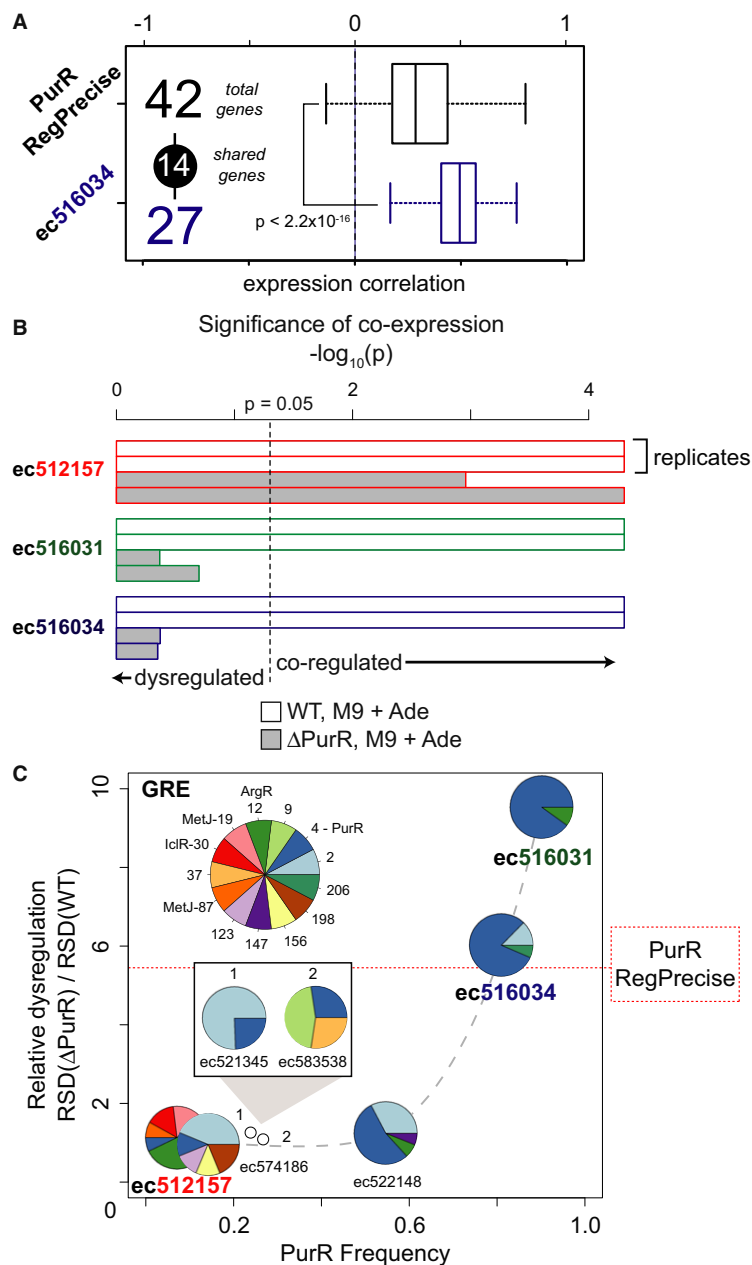 A
-1 0 1
PurR
RegPrecise
42 total
genes
14 shared
genes
ec516034
27
p < 2.2x10-16
expression correlation
B
Significance of co-expression
-log10(p)
0 2 4
p = 0.05
ec512157
replicates
ec516031
ec516034
dysregulated
co-regulated
WT, M9 + Ade
ΔPurR, M9 + Ade
C
GRE
ArgR
12
9
4 - PurR
2
206
198
156
147
123
MetJ-87
37
IclR-30
MetJ-19
ec516031
ec516034
PurR
RegPrecise
1 2
ec521345 ec583538
1
2
ec574186
ec512157
ec522148
10
6
2
0
Relative dysregulation
RSD(ΔPurR) / RSD(WT)
0.2 0.6 1.0
PurR Frequency